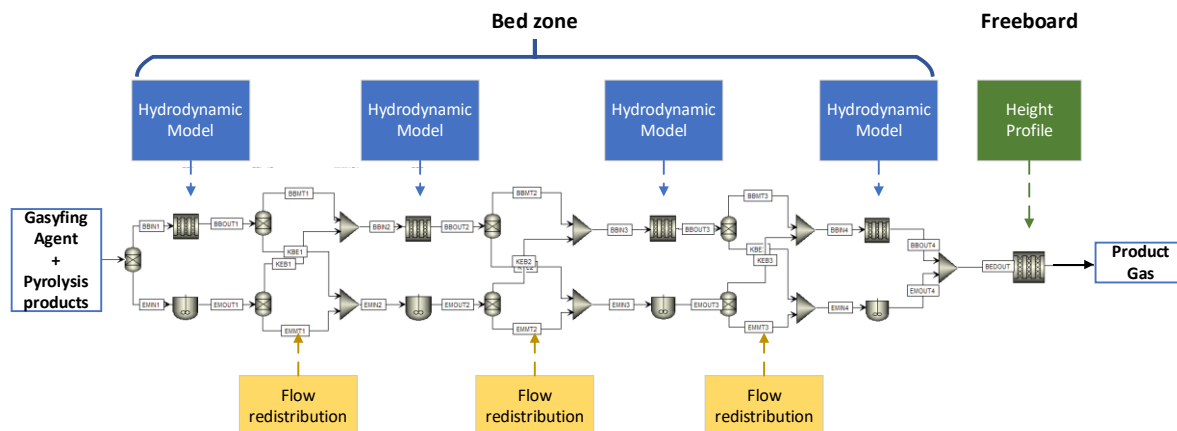 Bed zone
Freeboard
Hydrodynamic
Model
Hydrodynamic
Model
Hydrodynamic
Model
Hydrodynamic
Model
Height
Profile
BBMT1
BBMT2
BBMT3
BBIN1
BBOUT1
BBIN2
BBOUT2
BBIN3
BBOUT3
BBIN4
BBOUT4
Gasyfing
Agent
+
Pyrolysis
products
KBE1
KEB1
KEB2
KEB3
BEDOUT
Product
Gas
EMIN1
EMOUT1
EMIN2
EMOUT2
EMIN3
EMOUT3
EMIN4
EMOUT4
EMMT1
EMMT2
EMMT3
Flow
redistribution
Flow
redistribution
Flow
redistribution